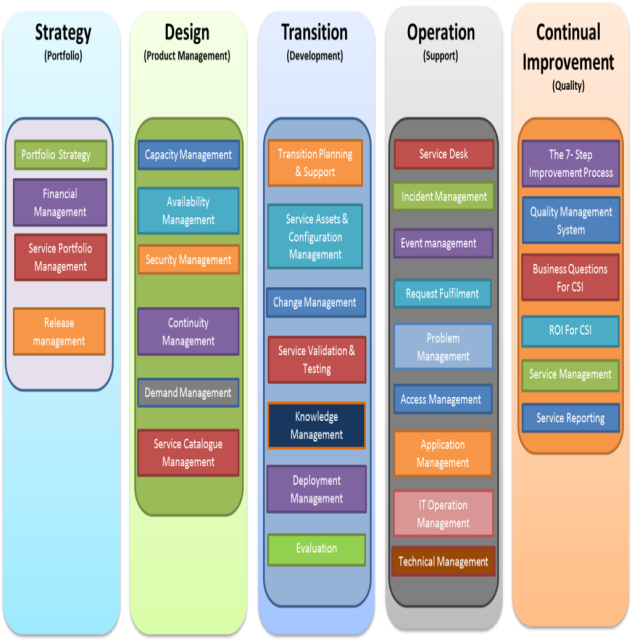 Strategy
(Portfolio)
Portfolio Strategy
Financial
Management
Service Portfolio
Management
Release
management
Design
(Product Management)
Capacity Management
Availability
Management
Security Management
Continuity
Management
Demand Management
Service Catalogue
Management
Transition
(Development)
Transition Planning
& Support
Service Assets &
Configuration
Management
Change Management
Service Validation &
Testing
Knowledge
Management
Deployment
Management
Evaluation
Operation
(Support)
Service Desk
Incident Management
Event management
Request Fulfilment
Problem
Management
Access Management
Application
Management
IT Operation
Management
Technical Management
Continual
Improvement
(Quality)
The 7- Step
Improvement Process
Quality Management
System
Business Questions
For CSI
ROI For CSI
Service Management
Service Reporting